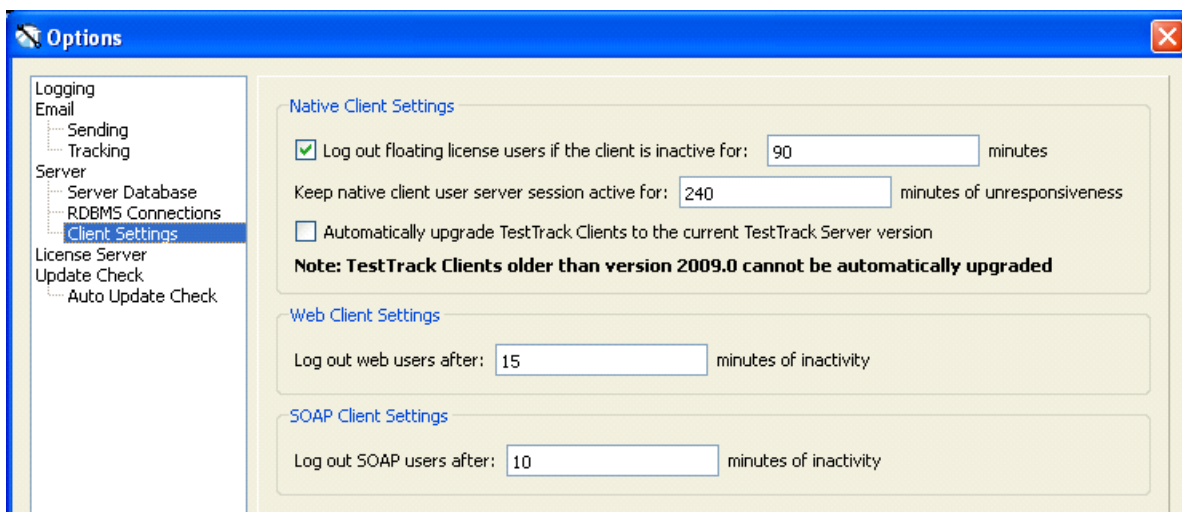 Options
Logging
Email
Sending
Tracking
Server
Server Database
RDBMS Connections
Client Settings
License Server
Update Check
Auto Update Check
Native Client Settings
Log out floating license users if the client is inactive for: 90 minutes
Keep native client user server session active for: 240 minutes of unresponsiveness
Automatically upgrade TestTrack Clients to the current TestTrack Server version
Note: TestTrack Clients older than version 2009.0 cannot be automatically upgraded
Web Client Settings
Log out web users after: 15 minutes of inactivity
SOAP Client Settings
Log out SOAP users after: 10 minutes of inactivity